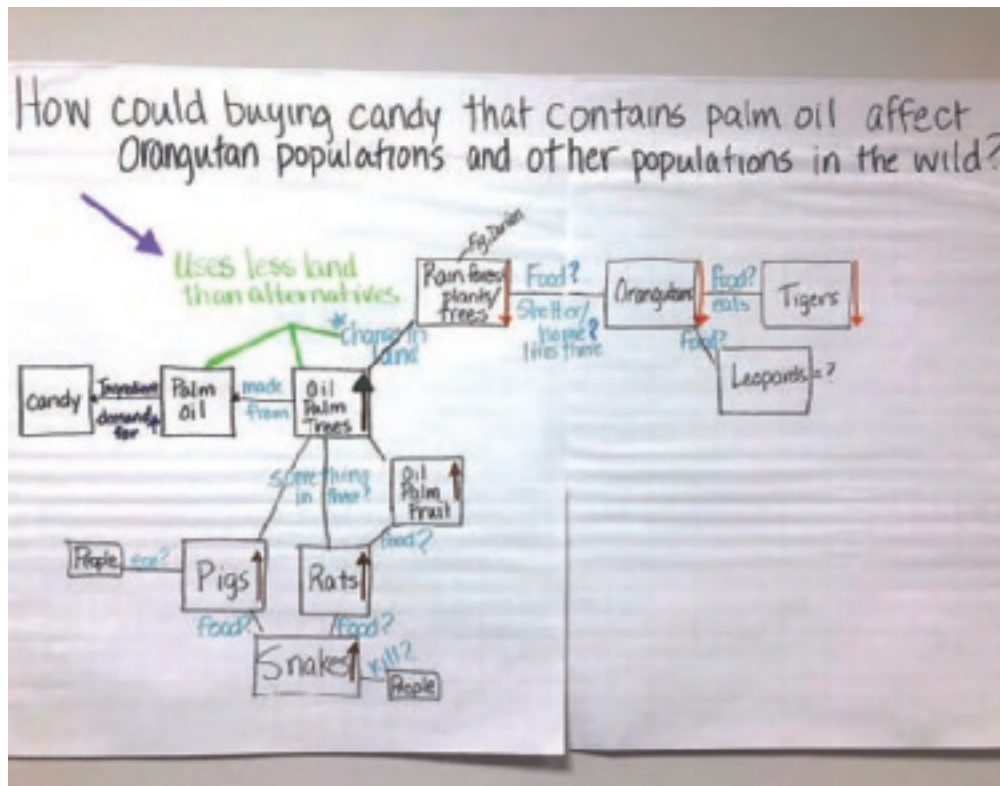 How could buying candy that contains palm oil affect
Orangutan populations and other populations in the wild?
Uses less land
than alternatives
Fig, Durian
Rain forest
plants/
trees
Food?
Shelter/
home?
lives there
Orangutans
Food?
eats
Tigers
Food?
Leopards = ?
* Change in
land
candy
Ingredient
demand
for
Palm
Oil
made
from
Oil
Palm
Trees
something
in there?
Oil
Palm
Fruit
food?
People
eat?
Pigs
Rats
food?
food?
Snakes
kill?
People